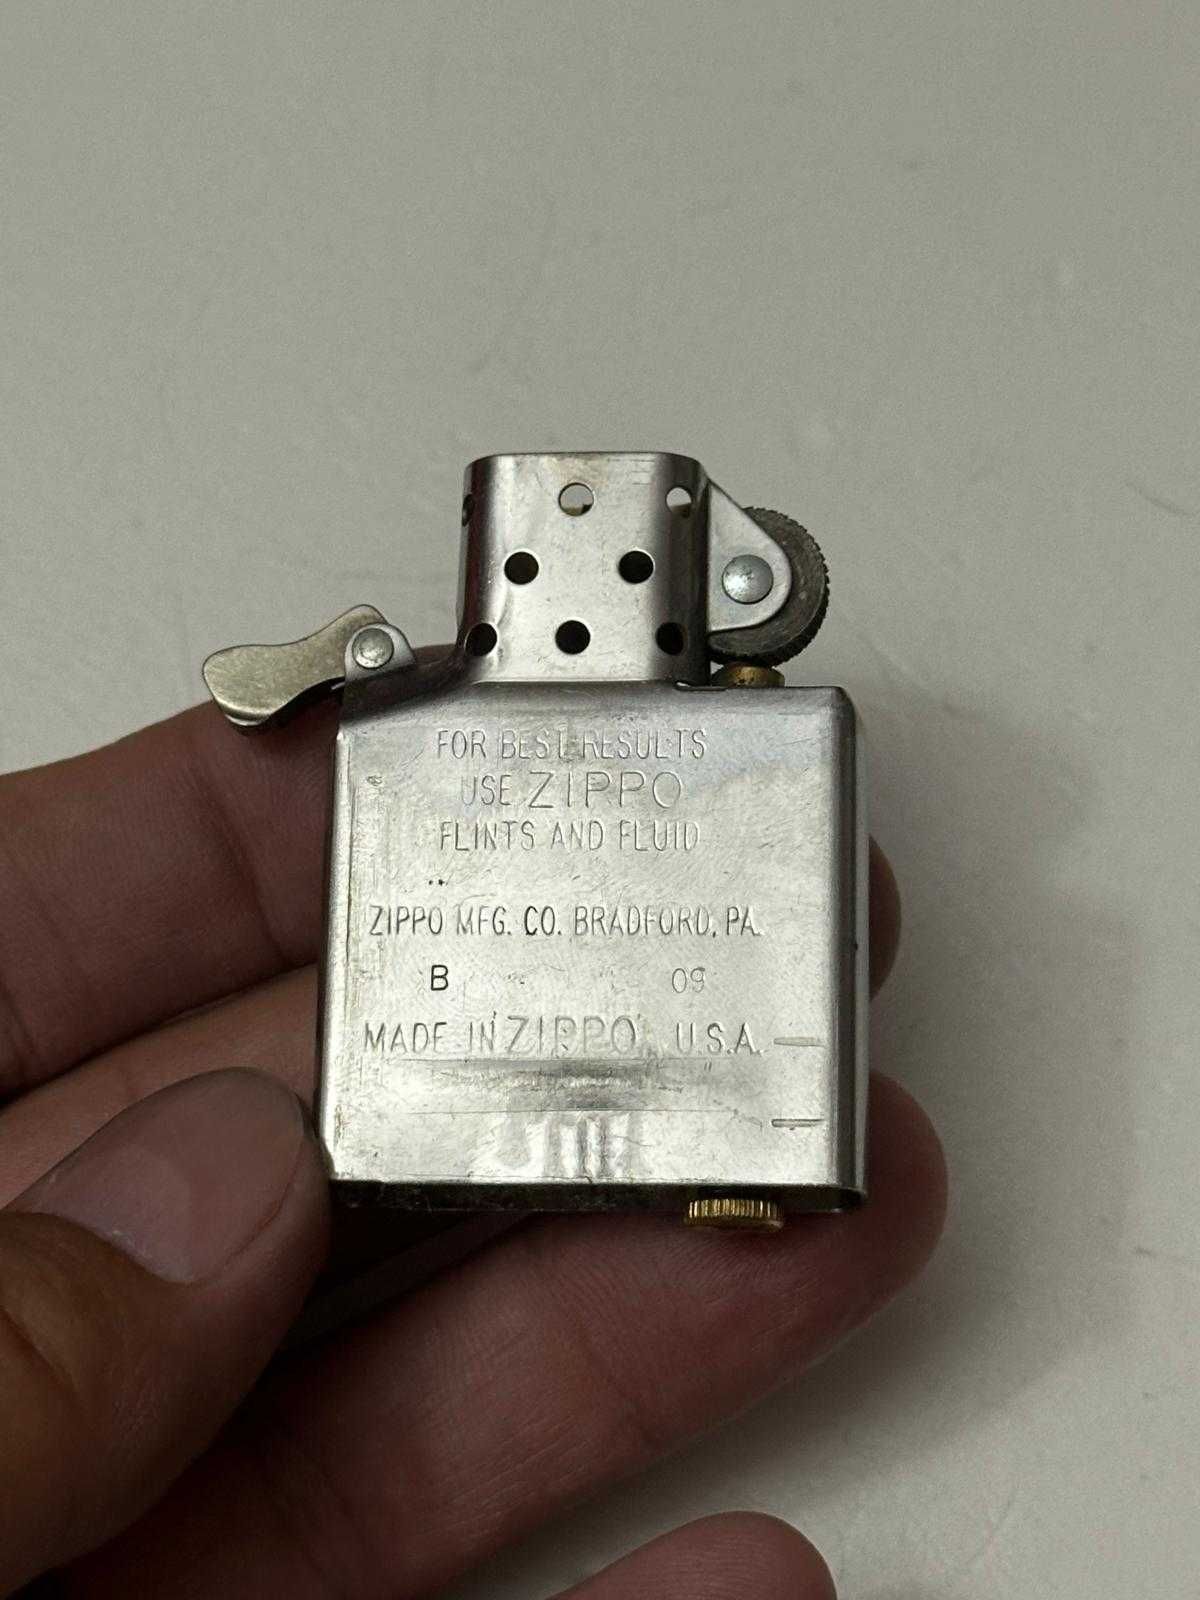 FOR BEST RESULTS
USE ZIPPO
FLINTS AND FLUID
ZIPPO MFG. CO. BRADFORD, PA.
B 09
MADE IN ZIPPO U.S.A.